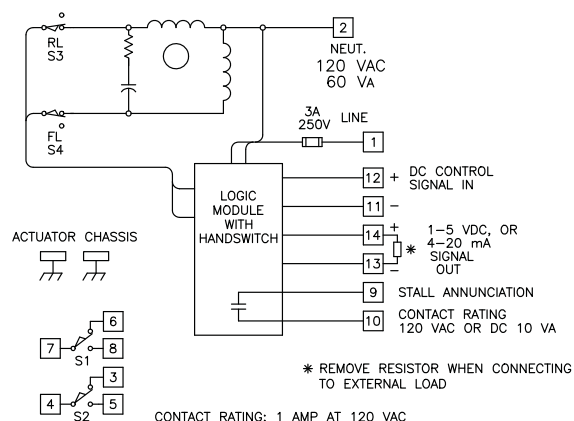 RL
S3
2
NEUT.
120 VAC
60 VA
3A
250V
LINE
1
FL
S4
LOGIC
MODULE
WITH
HANDSWITCH
12 + DC CONTROL
SIGNAL IN
11 −
14 +
1−5 VDC, OR
4−20 mA
SIGNAL
OUT
*
13 −
9 STALL ANNUNCIATION
10 CONTACT RATING
120 VAC OR DC 10 VA
ACTUATOR CHASSIS
6
7
8
S1
3
4
5
S2
* REMOVE RESISTOR WHEN CONNECTING
TO EXTERNAL LOAD
CONTACT RATING: 1 AMP AT 120 VAC